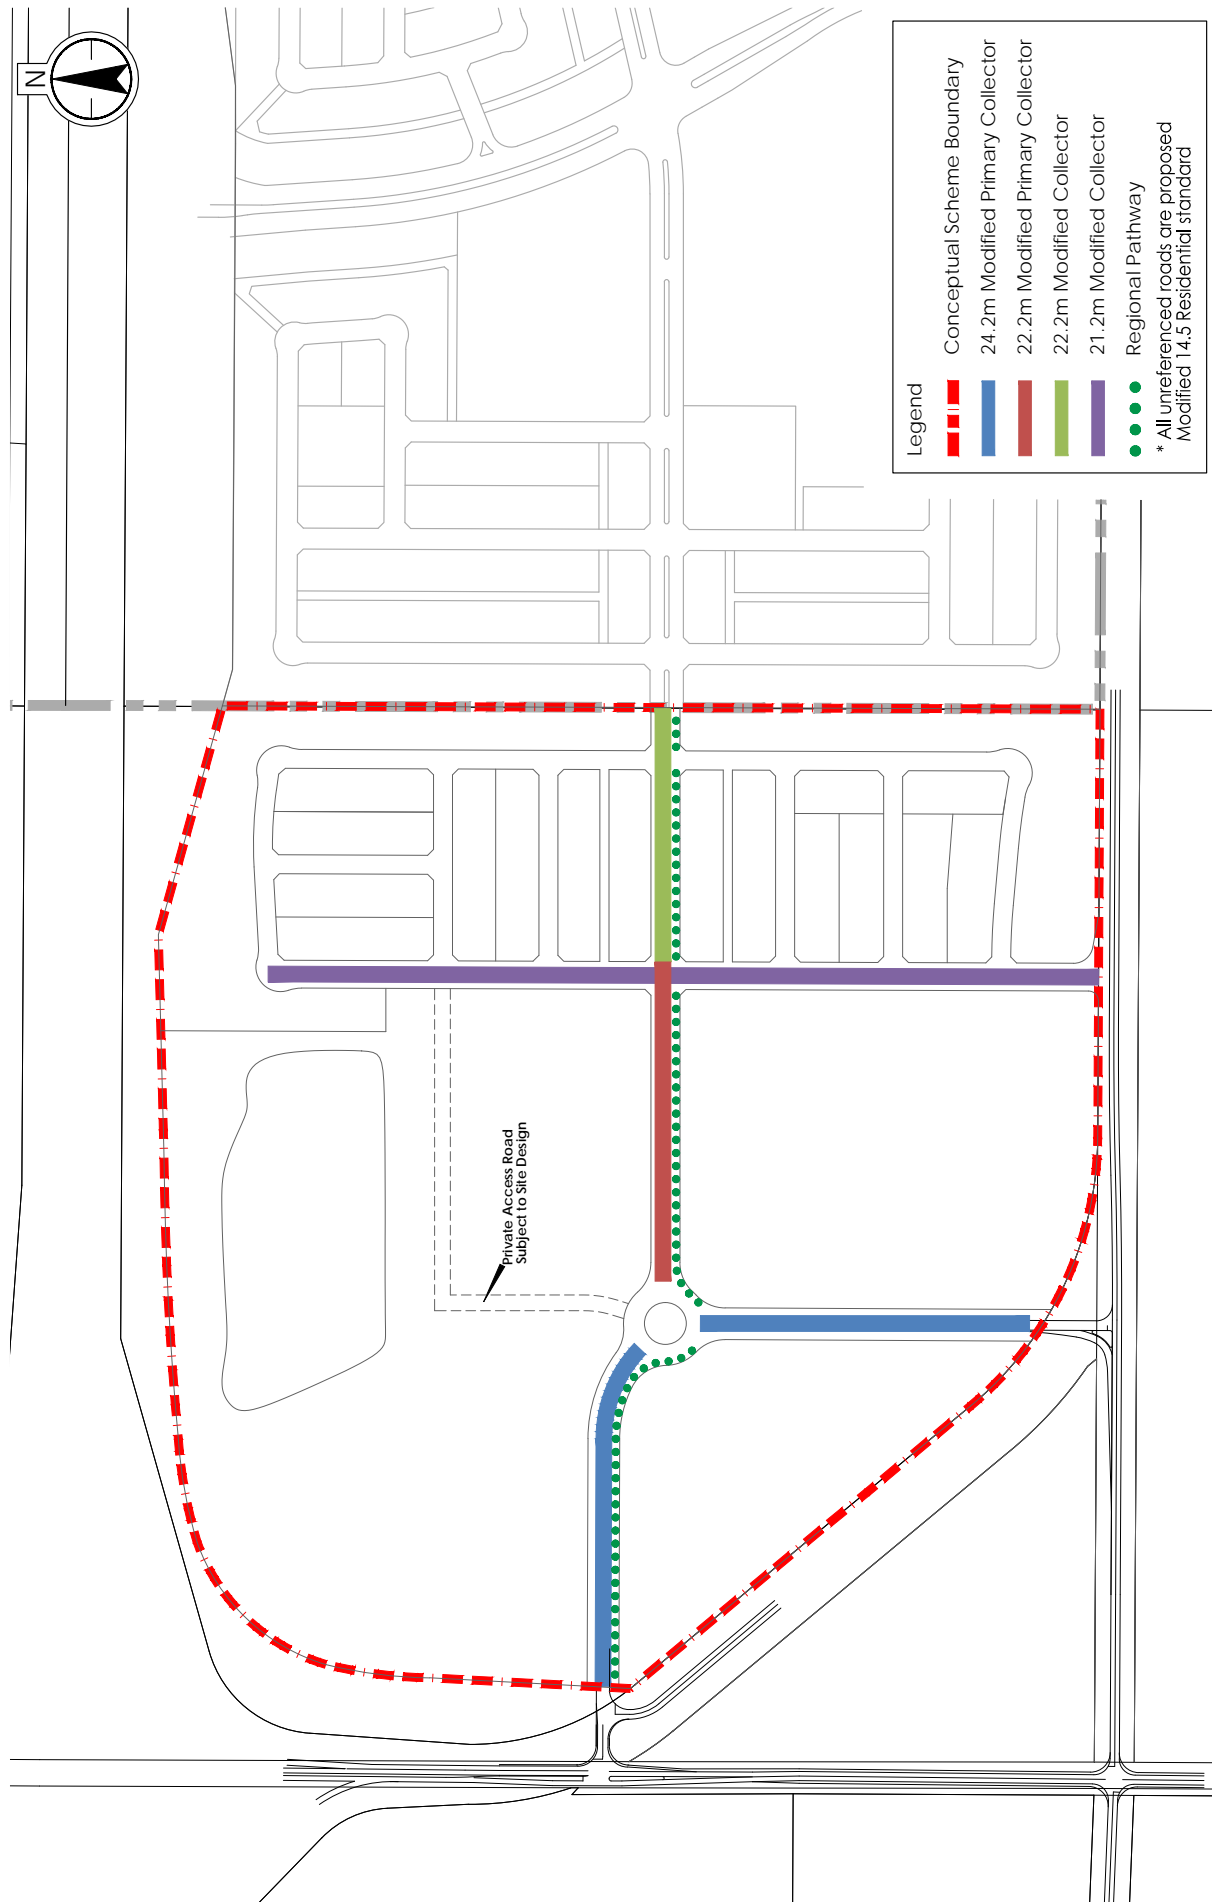 N
Legend
Conceptual Scheme Boundary
24.2m Modified Primary Collector
22.2m Modified Primary Collector
22.2m Modified Collector
21.2m Modified Collector
Regional Pathway
* All unreferenced roads are proposed
Modified 14.5 Residential standard
Private Access Road
Subject to Site Design